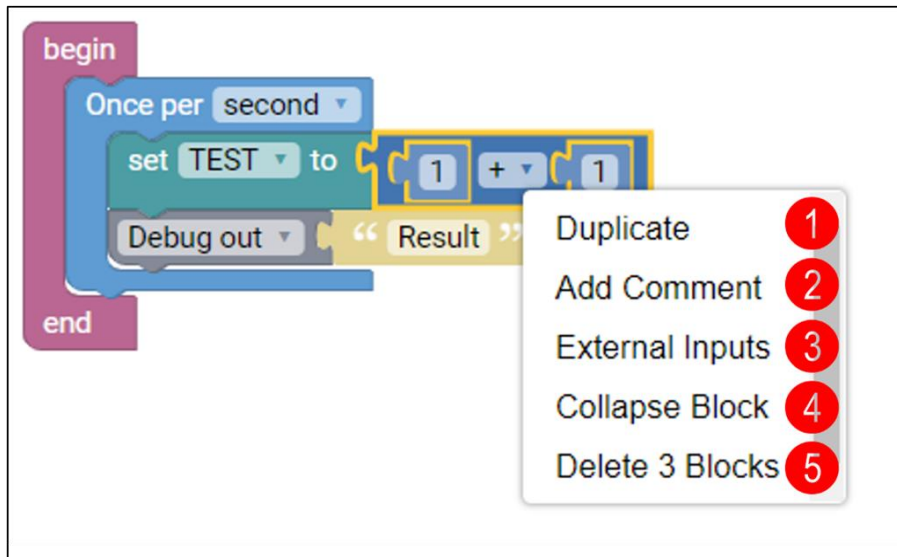 begin
Once per second
set TEST to 1 + 1
Debug out “ Result ”
Duplicate 1
Add Comment 2
External Inputs 3
Collapse Block 4
Delete 3 Blocks 5
end